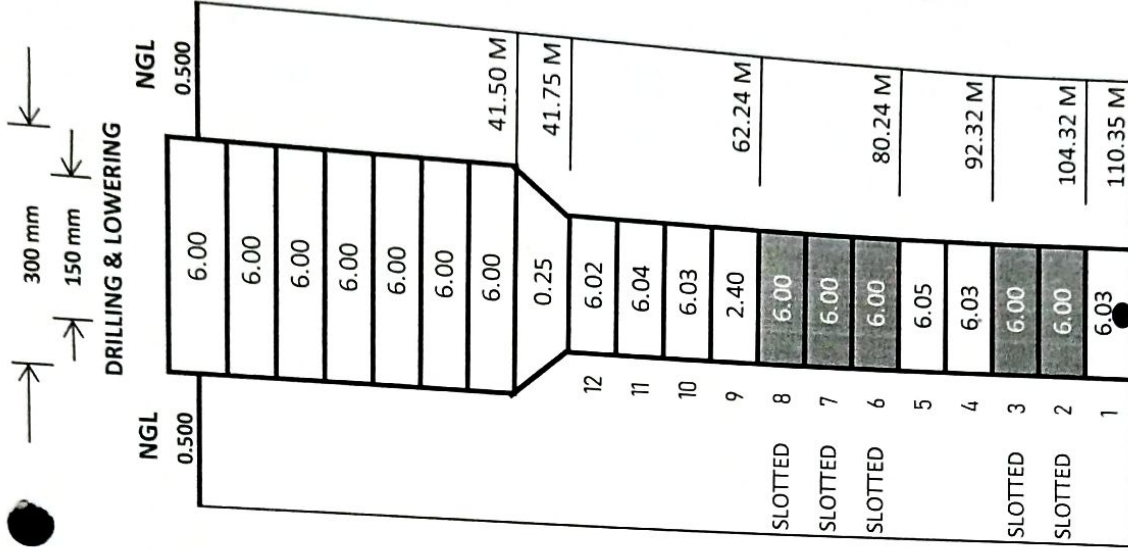 300 mm
150 mm
DRILLING & LOWERING
NGL NGL
0.500 0.500
6.00
6.00
6.00
6.00
6.00
6.00
6.00 41.50 M
0.25 41.75 M
12 6.02
11 6.04
10 6.03
9 2.40 62.24 M
SLOTTED 8 6.00
SLOTTED 7 6.00
SLOTTED 6 6.00 80.24 M
5 6.05
4 6.03 92.32 M
SLOTTED 3 6.00
SLOTTED 2 6.00 104.32 M
1 6.03 110.35 M